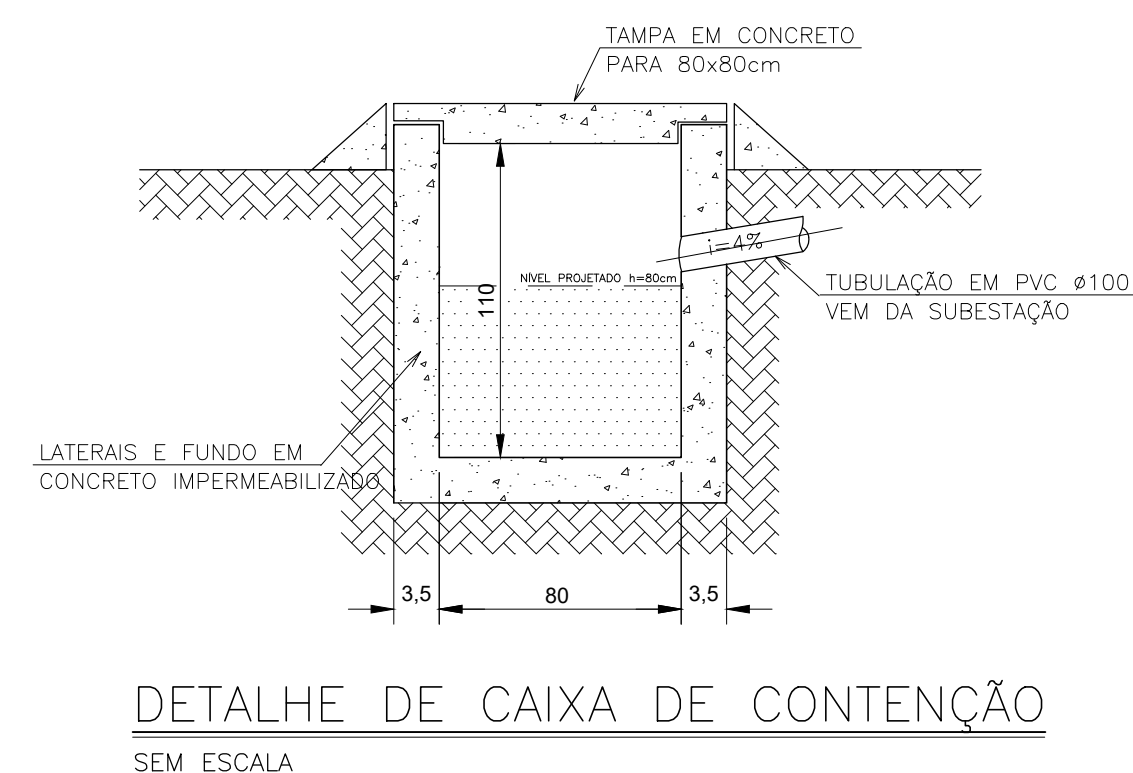 TAMPA EM CONCRETO
PARA 80x80cm
i=4%
NÍVEL PROJETADO h=80cm
110
TUBULAÇÃO EM PVC ø100
VEM DA SUBESTAÇÃO
LATERAIS E FUNDO EM
CONCRETO IMPERMEABILIZADO
3,5
80
3,5
DETALHE DE CAIXA DE CONTENÇÃO
SEM ESCALA